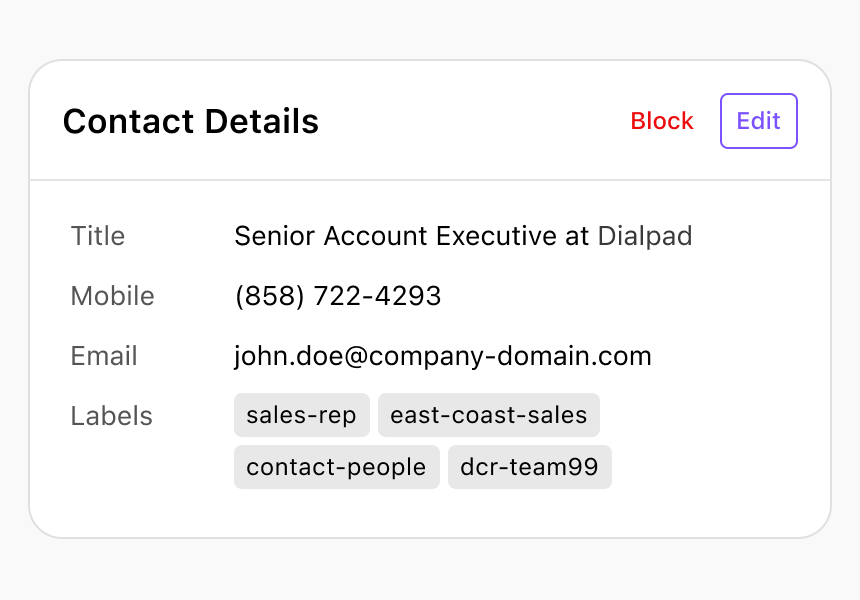 Contact Details Block Edit
Title Senior Account Executive at Dialpad
Mobile (858) 722-4293
Email john.doe@company-domain.com
Labels sales-rep east-coast-sales
contact-people dcr-team99